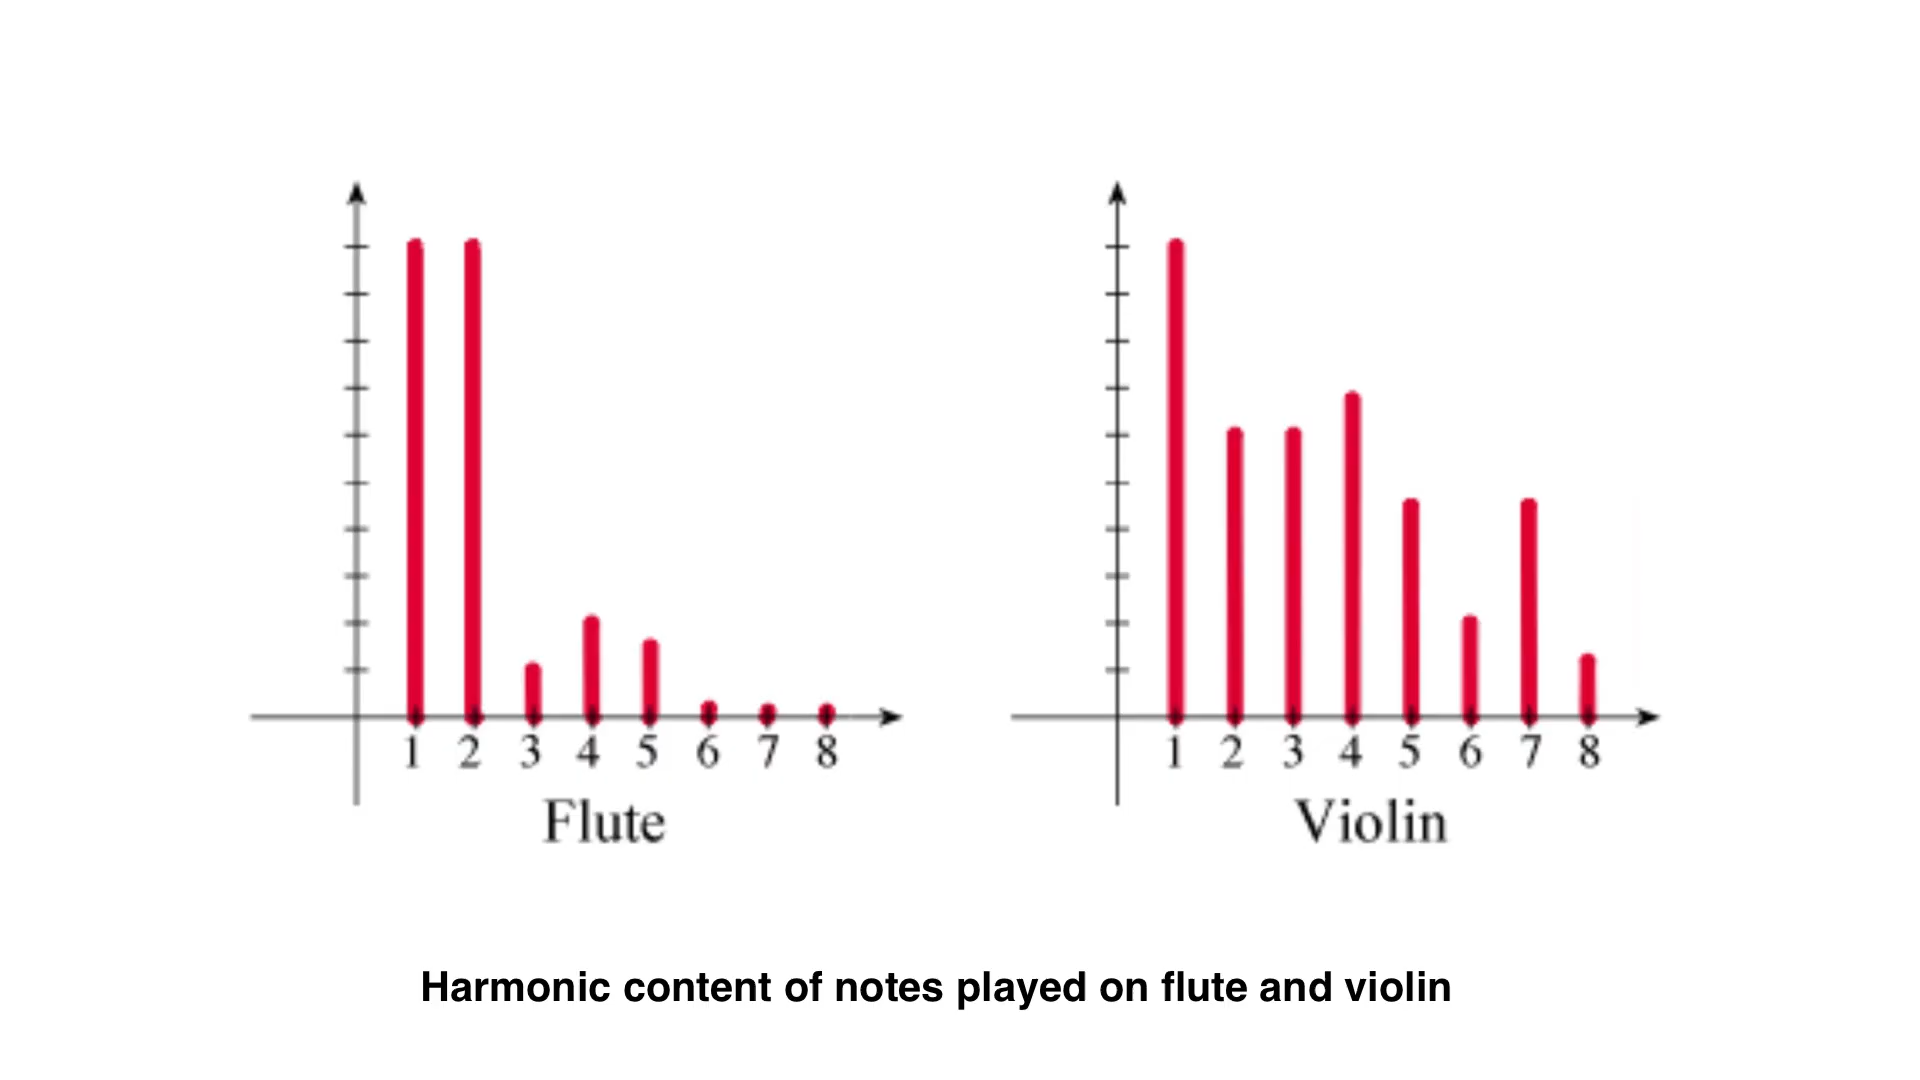 1 2 3 4 5 6 7 8
Flute
1 2 3 4 5 6 7 8
Violin
Harmonic content of notes played on flute and violin